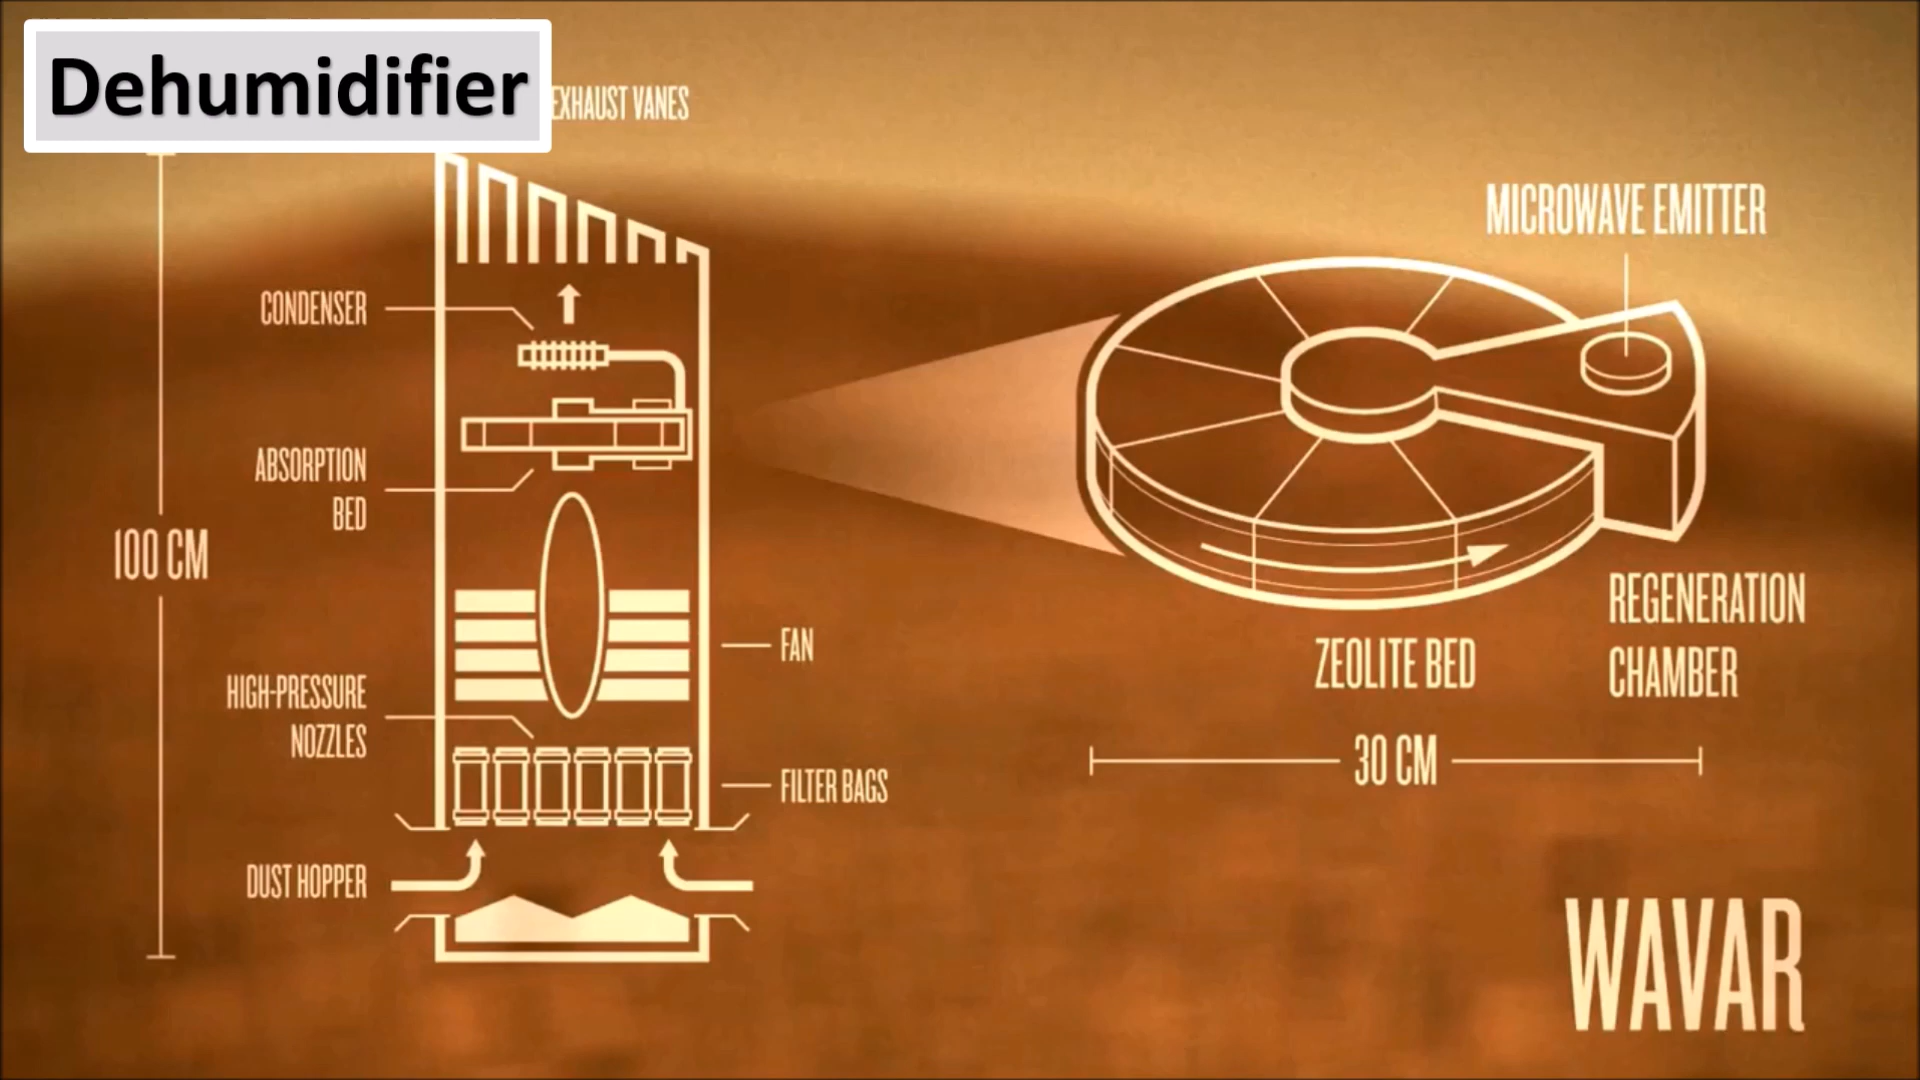 Dehumidifier
EXHAUST VANES
MICROWAVE EMITTER
CONDENSER
ABSORPTION
BED
100 CM
FAN
HIGH-PRESSURE
NOZZLES
FILTER BAGS
DUST HOPPER
ZEOLITE BED
REGENERATION
CHAMBER
30 CM
WAVAR